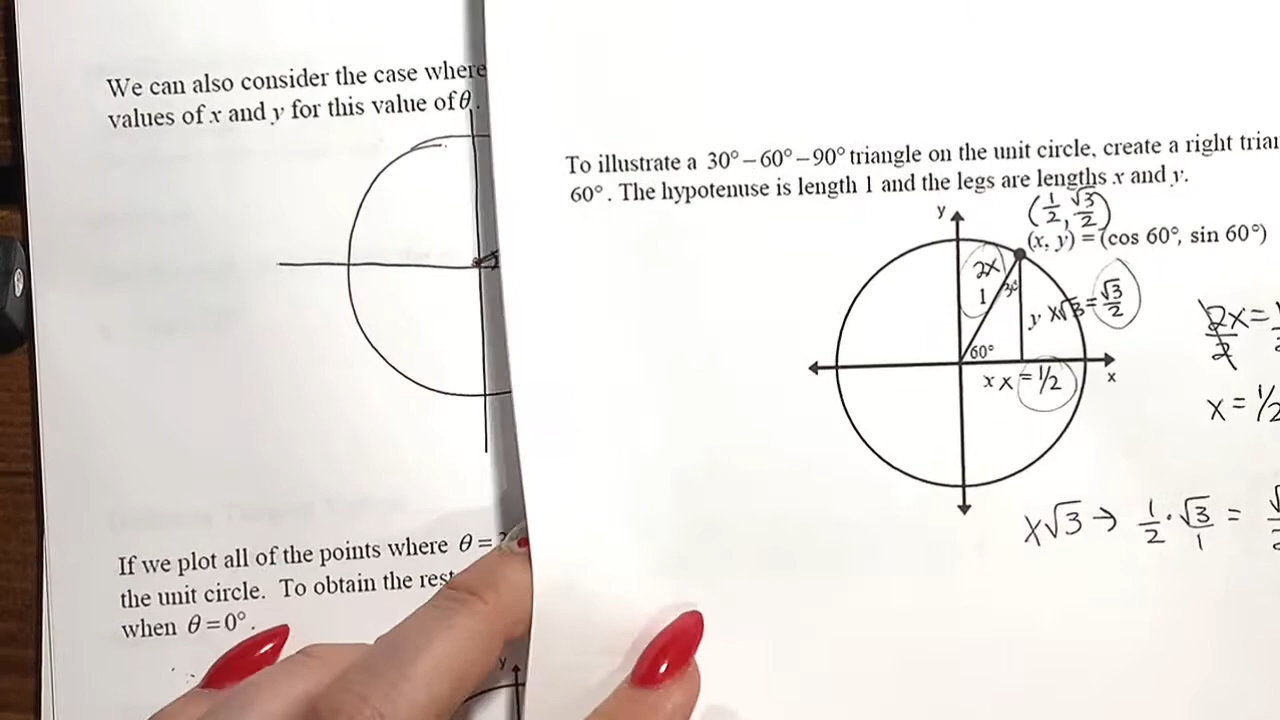 We can also consider the case where
values of x and y for this value of θ.
If we plot all of the points where θ =
the unit circle. To obtain the rest
when θ = 0°.
y
To illustrate a 30° – 60° – 90° triangle on the unit circle, create a right
60°. The hypotenuse is length 1 and the legs are lengths x and y.
(1/2, √3/2)
y
(x, y) = (cos 60°, sin 60°)
2x
1
30
y x√3 = √3/2
60°
x x = 1/2
x
2x =
2
2
x = 1/2
x√3 → 1/2 · √3/1 =